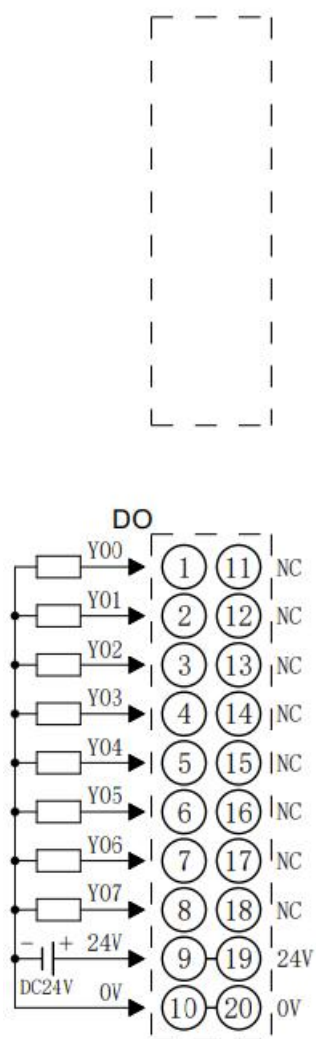 DO
Y00 1 11 NC
Y01 2 12 NC
Y02 3 13 NC
Y03 4 14 NC
Y04 5 15 NC
Y05 6 16 NC
Y06 7 17 NC
Y07 8 18 NC
- + 24V 9 19 24V
DC24V
0V 10 20 0V